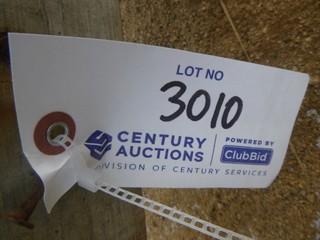 LOT NO
3010
CENTURY
AUCTIONS
POWERED BY
ClubBid
DIVISION OF CENTURY SERVICES